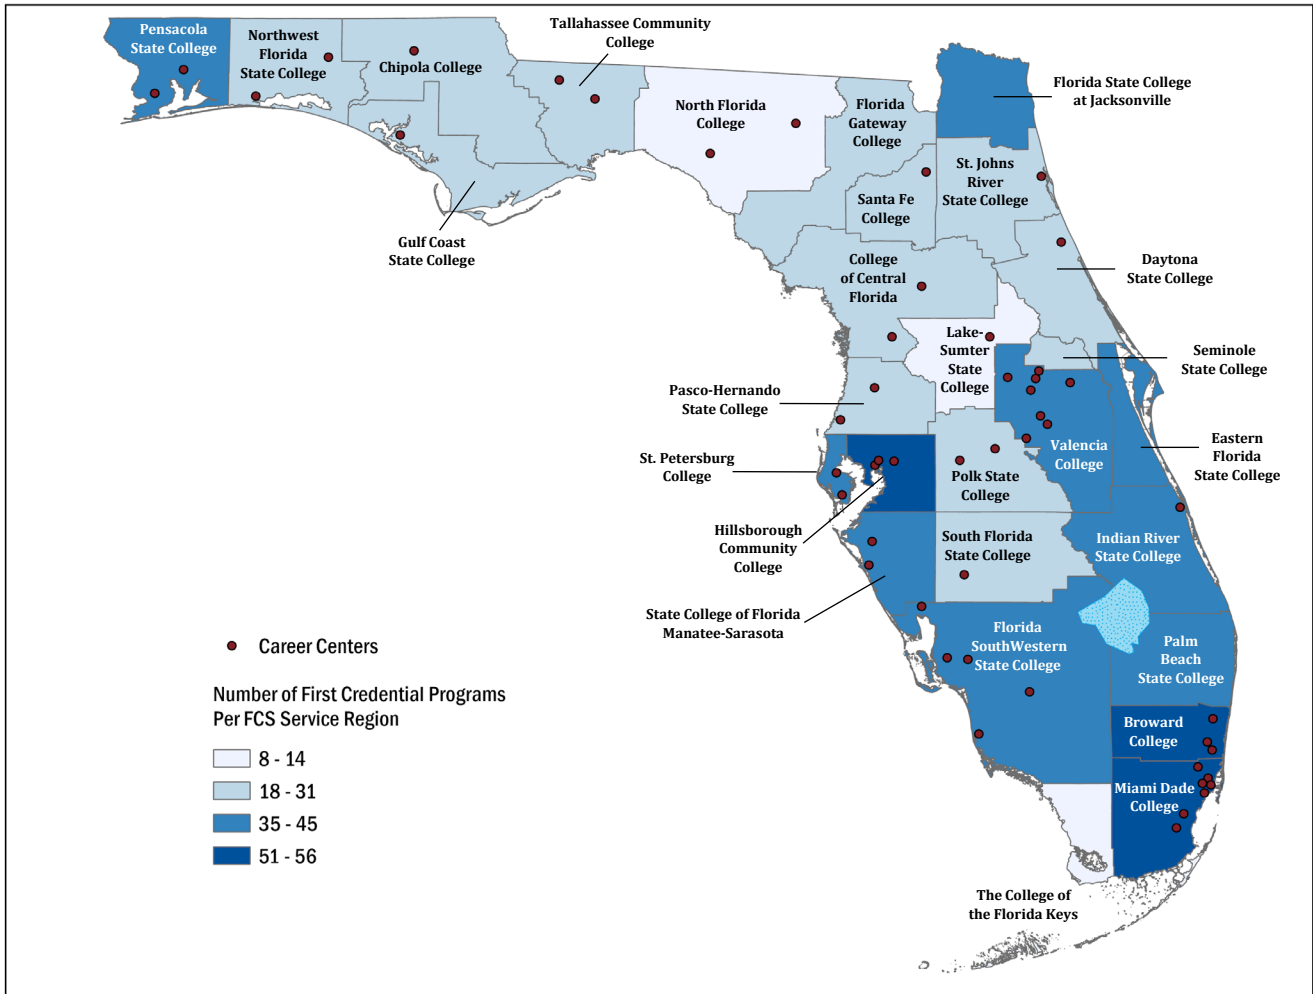 Pensacola
State College
Northwest
Florida
State College
Chipola College
Tallahassee Community
College
North Florida
College
Florida
Gateway
College
Florida State College
at Jacksonville
St. Johns
River
State College
Santa Fe
College
Gulf Coast
State College
College
of Central
Florida
Daytona
State College
Lake-
Sumter
State
College
Seminole
State College
Pasco-Hernando
State College
St. Petersburg
College
Valencia
College
Eastern
Florida
State College
Polk State
College
Hillsborough
Community
College
South Florida
State College
Indian River
State College
State College of Florida
Manatee-Sarasota
Florida
SouthWestern
State College
Palm
Beach
State College
Broward
College
Miami Dade
College
The College of
the Florida Keys
Career Centers
Number of First Credential Programs
Per FCS Service Region
8 - 14
18 - 31
35 - 45
51 - 56